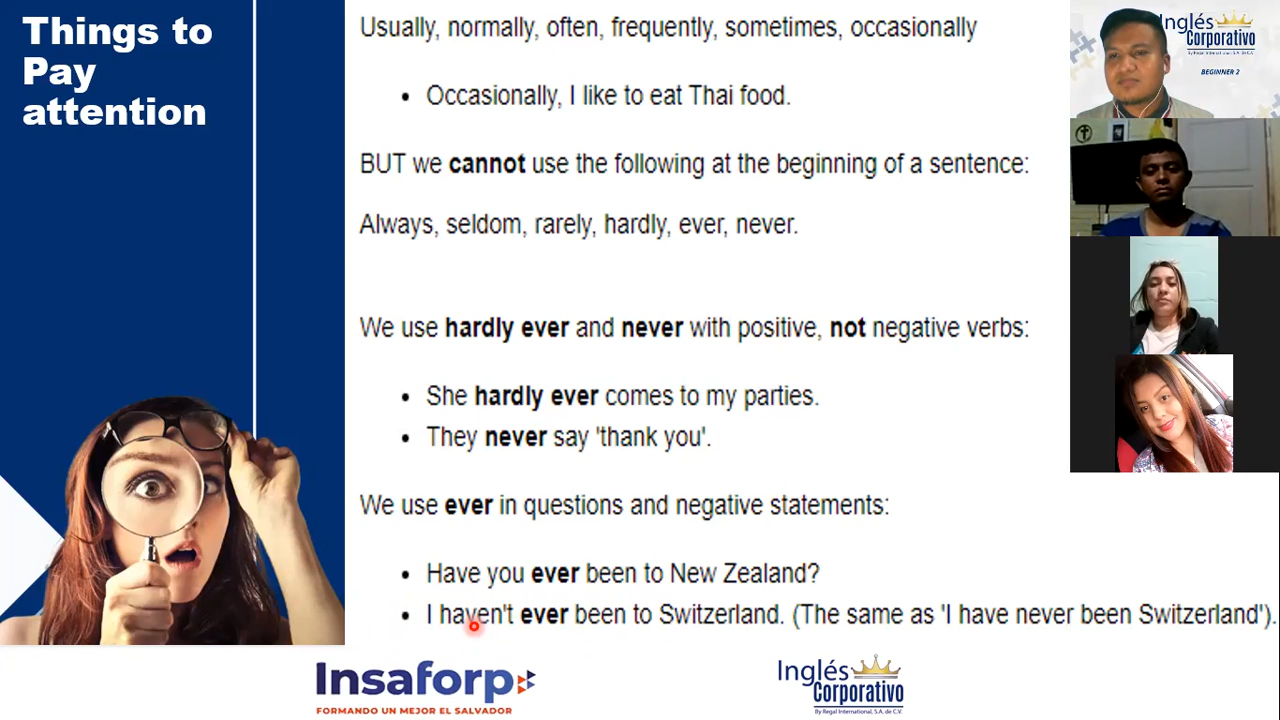 Things to
Pay
attention
Usually, normally, often, frequently, sometimes, occasionally
• Occasionally, I like to eat Thai food.
BUT we cannot use the following at the beginning of a sentence:
Always, seldom, rarely, hardly, ever, never.
We use hardly ever and never with positive, not negative verbs:
• She hardly ever comes to my parties.
• They never say 'thank you'.
We use ever in questions and negative statements:
• Have you ever been to New Zealand?
• I haven't ever been to Switzerland. (The same as 'I have never been Switzerland').
Inglés
Corporativo
By Regal International, S.A. de C.V.
BEGINNER 2
Insaforp
FORMANDO UN MEJOR EL SALVADOR
Inglés
Corporativo
By Regal International, S.A. de C.V.